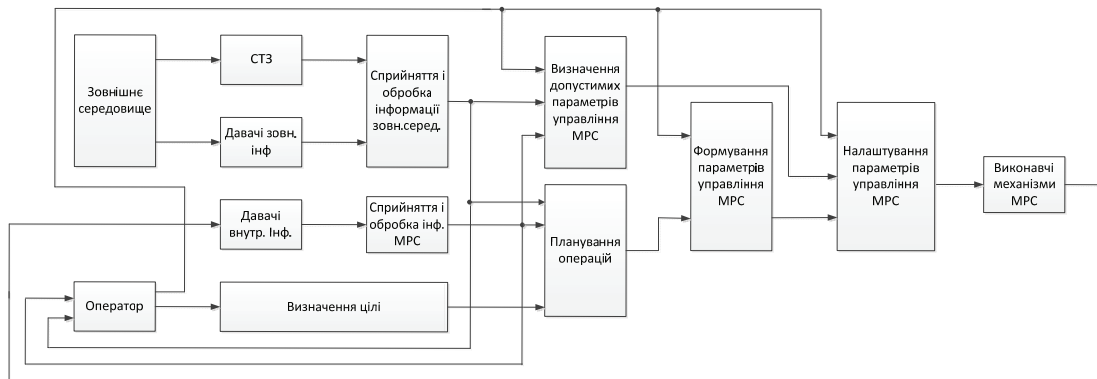 Зовнішнє
середовище
СТЗ
Давачі зовн.
інф
Сприйняття і
обробка
інформації
зовн.серед.
Визначення
допустимих
параметрів
управління
МРС
Формування
параметрів
управління
МРС
Налаштування
параметрів
управління
МРС
Виконавчі
механізми
МРС
Давачі
внутр. Інф.
Сприйняття і
обробка інф.
МРС
Планування
операцій
Оператор
Визначення цілі